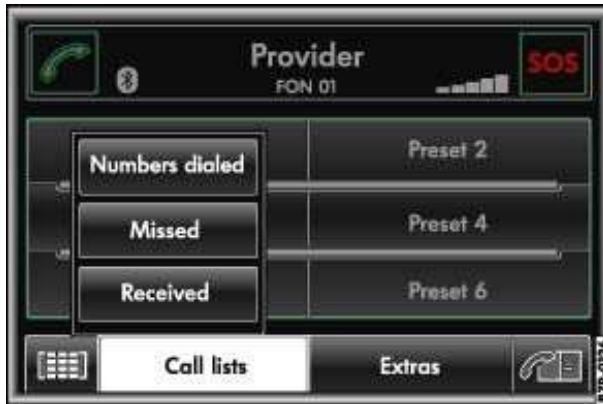 Provider
SOS
FON 01
Numbers dialed
Preset 2
Missed
Preset 4
Received
Preset 6
Call lists
Extras